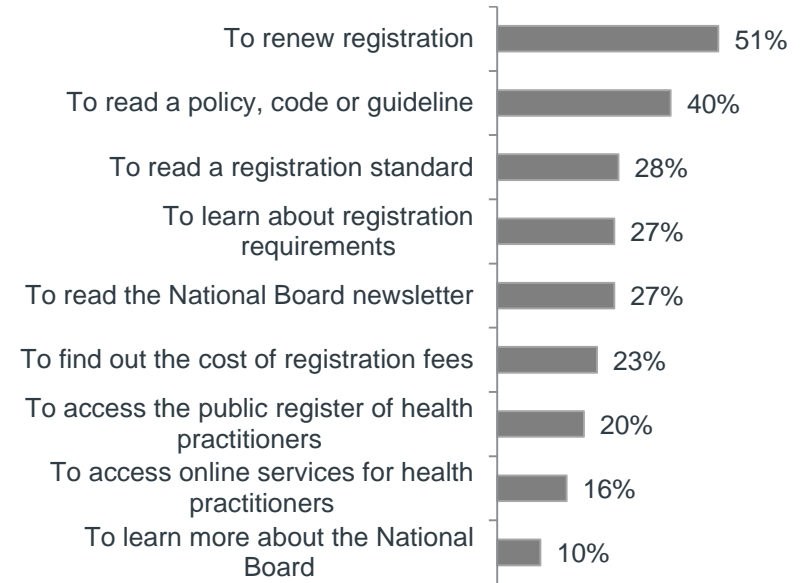 To renew registration 51%
To read a policy, code or guideline 40%
To read a registration standard 28%
To learn about registration
requirements 27%
To read the National Board newsletter 27%
To find out the cost of registration fees 23%
To access the public register of health
practitioners 20%
To access online services for health
practitioners 16%
To learn more about the National
Board 10%